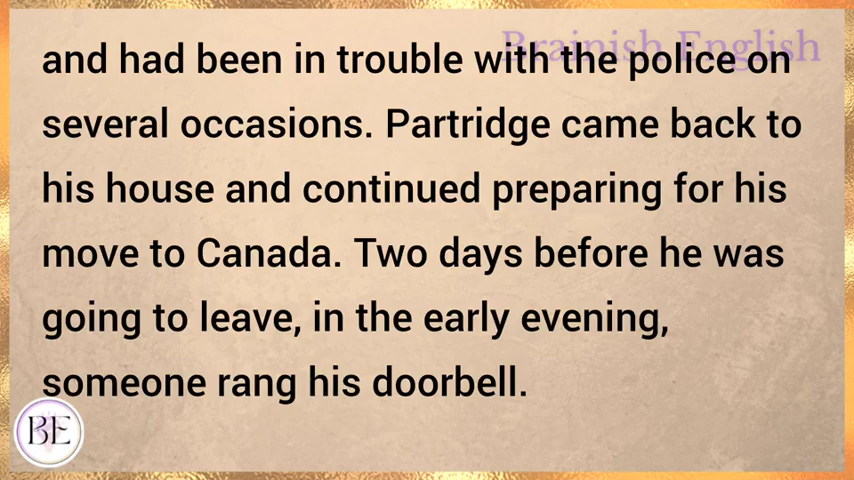 Brainish English
and had been in trouble with the police on
several occasions. Partridge came back to
his house and continued preparing for his
move to Canada. Two days before he was
going to leave, in the early evening,
someone rang his doorbell.
BE